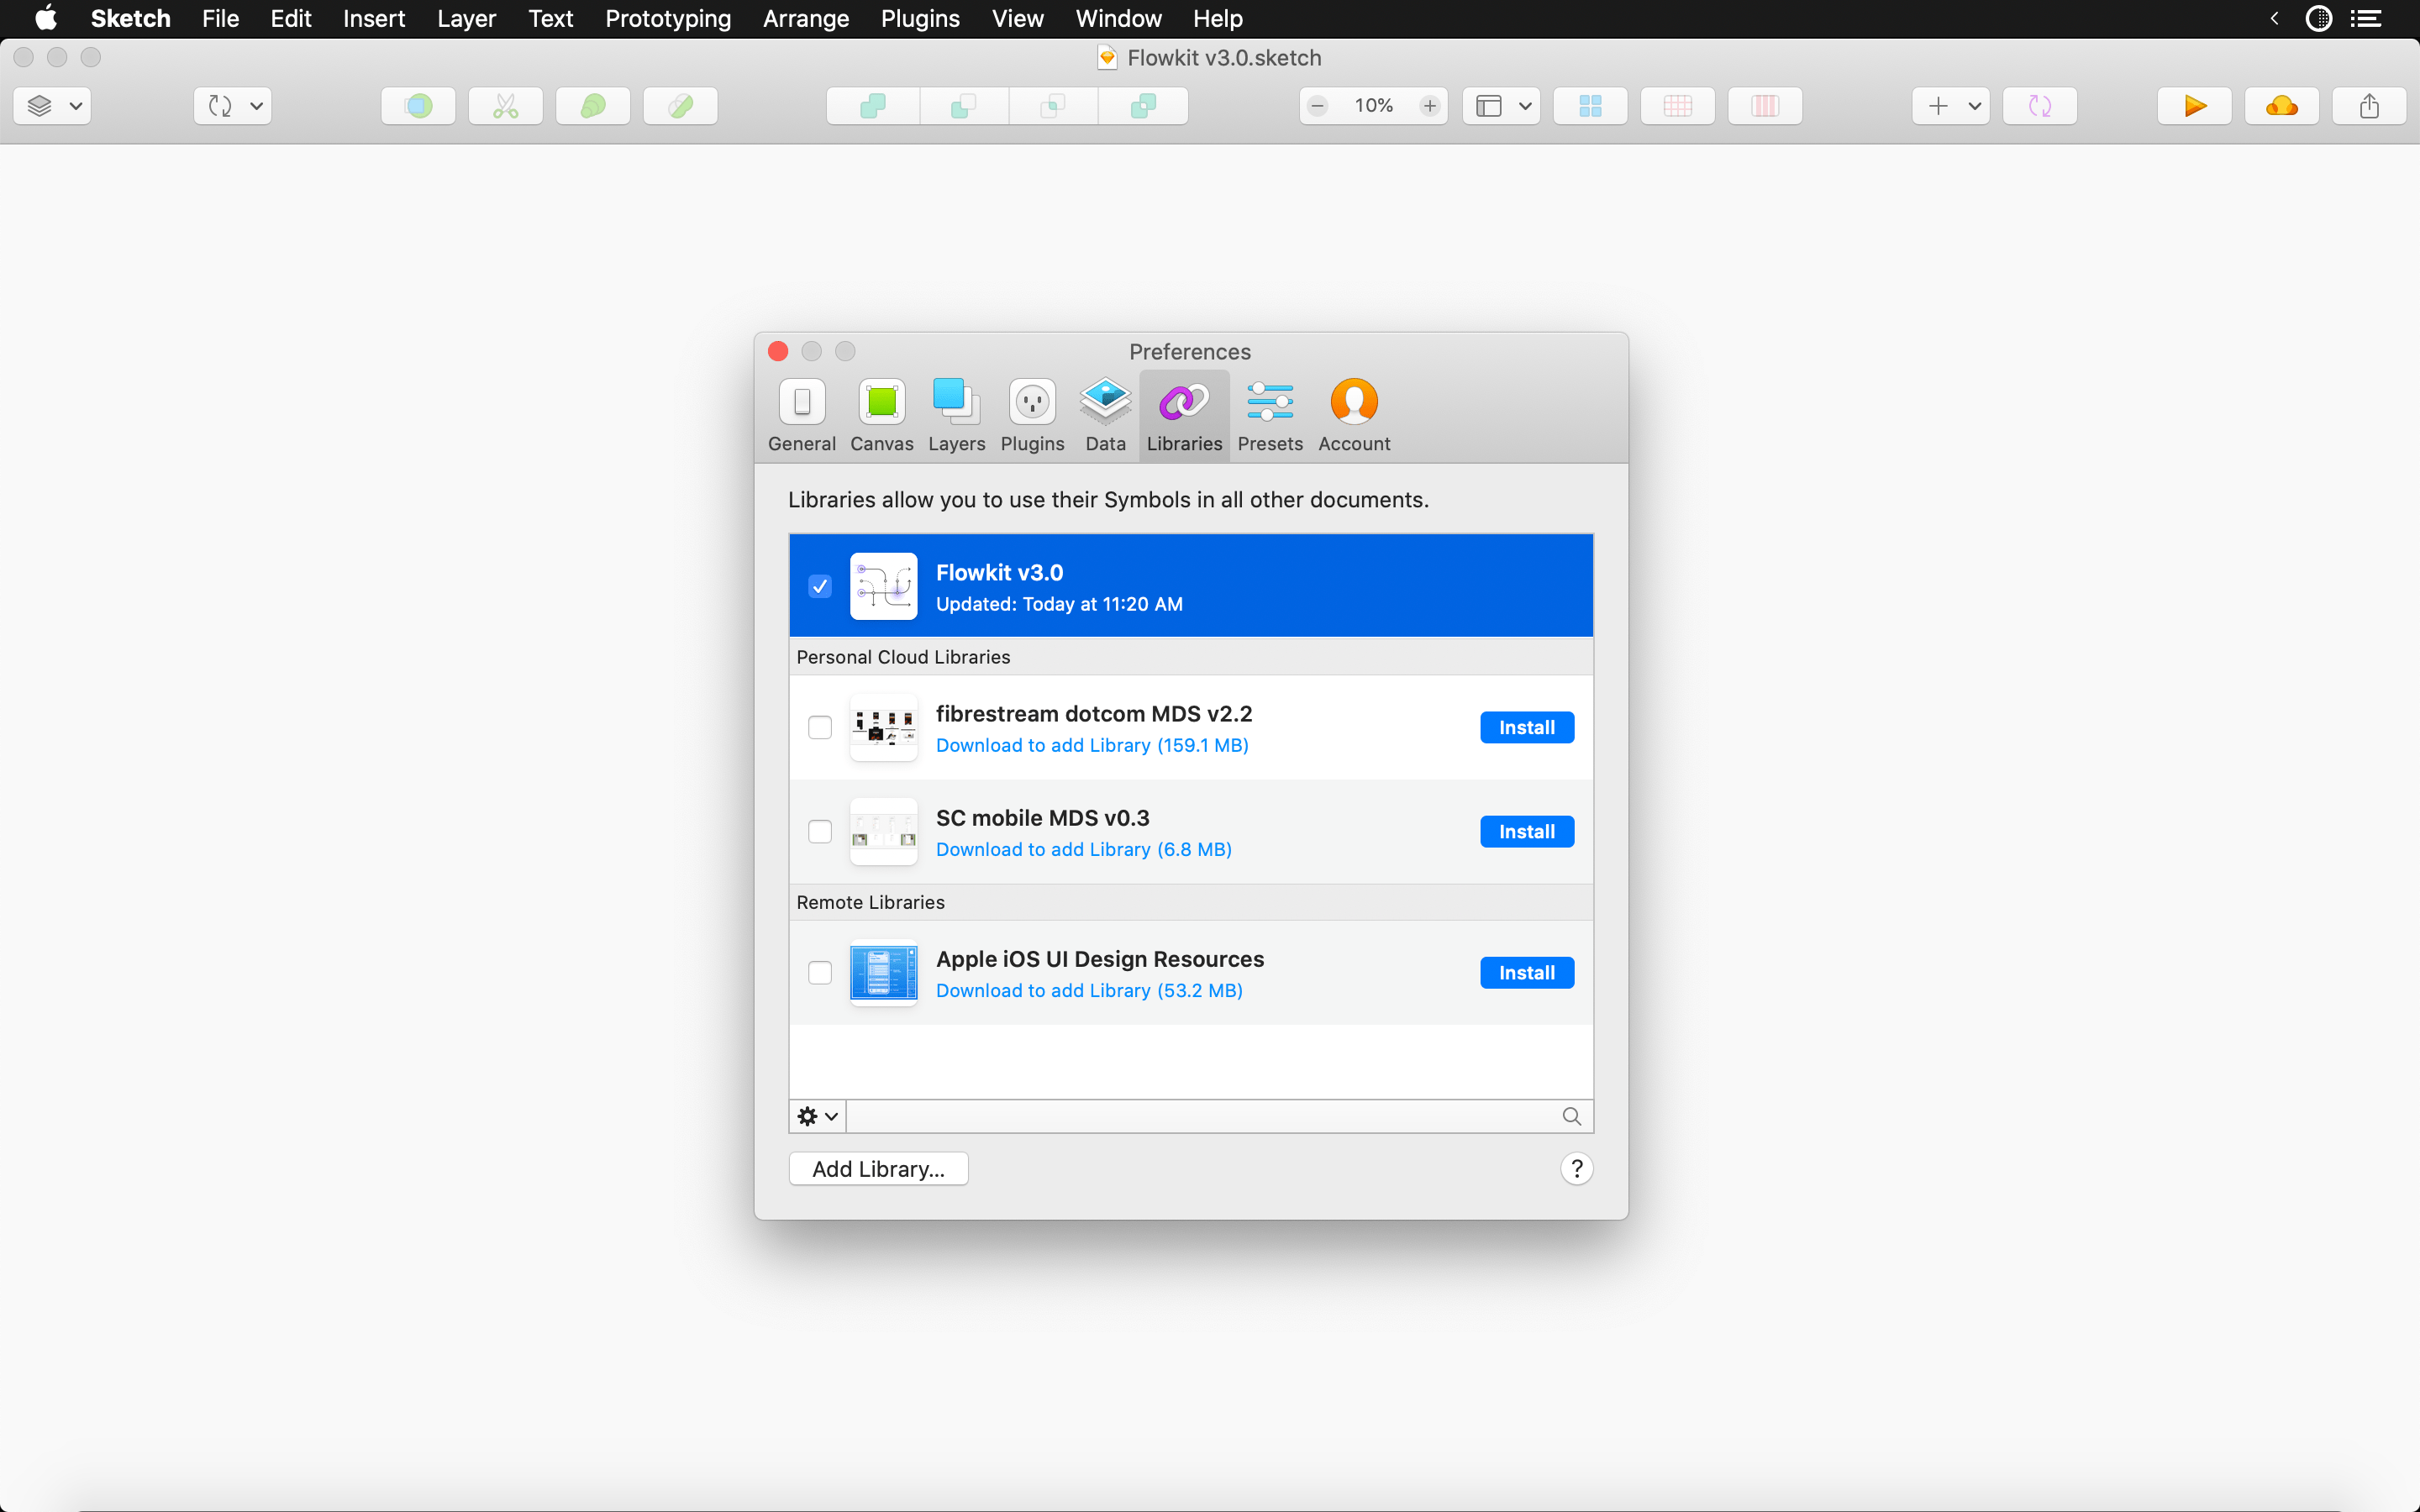 Sketch File Edit Insert Layer Text Prototyping Arrange Plugins View Window Help
Flowkit v3.0.sketch
10%
Preferences
General Canvas Layers Plugins Data Libraries Presets Account
Libraries allow you to use their Symbols in all other documents.
Flowkit v3.0
Updated: Today at 11:20 AM
Personal Cloud Libraries
fibrestream dotcom MDS v2.2
Download to add Library (159.1 MB)
Install
SC mobile MDS v0.3
Download to add Library (6.8 MB)
Install
Remote Libraries
Apple iOS UI Design Resources
Download to add Library (53.2 MB)
Install
Add Library...
?